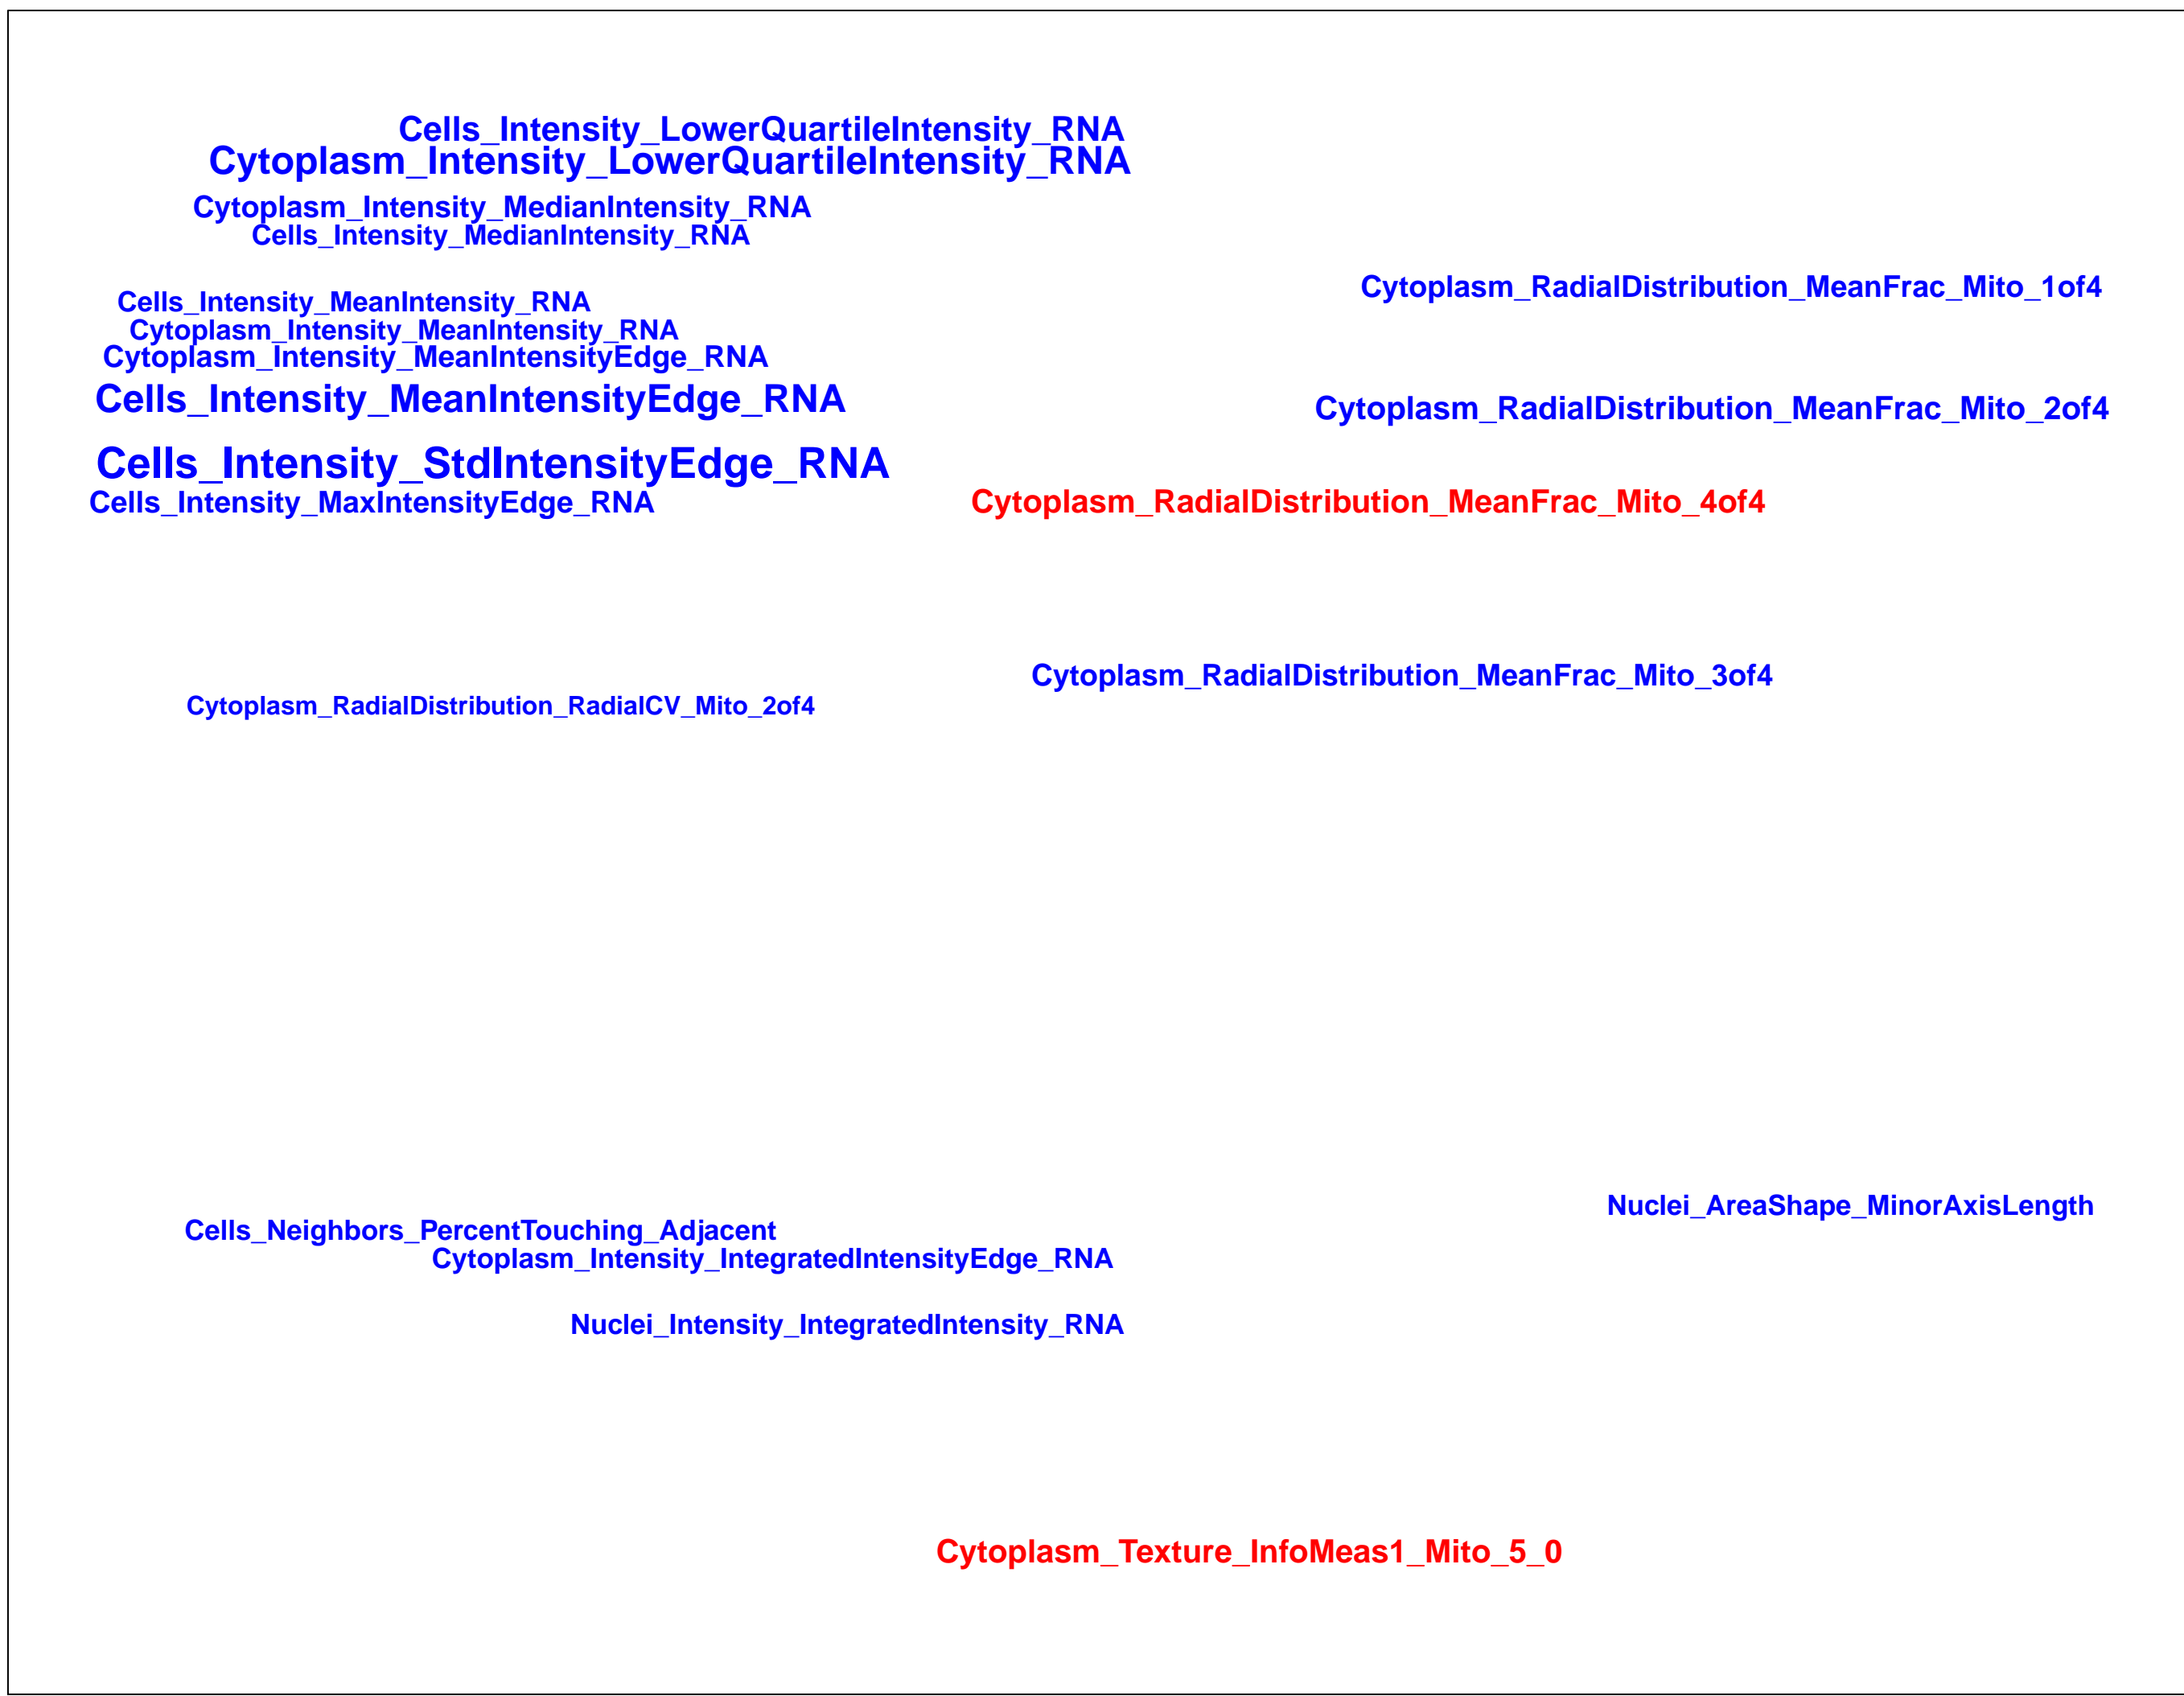 Cells_Intensity_LowerQuartileIntensity_RNA
Cytoplasm_Intensity_LowerQuartileIntensity_RNA
Cytoplasm_Intensity_MedianIntensity_RNA
Cells_Intensity_MedianIntensity_RNA
Cytoplasm_RadialDistribution_MeanFrac_Mito_1of4
Cells_Intensity_MeanIntensity_RNA
Cytoplasm_Intensity_MeanIntensity_RNA
Cytoplasm_Intensity_MeanIntensityEdge_RNA
Cells_Intensity_MeanIntensityEdge_RNA
Cytoplasm_RadialDistribution_MeanFrac_Mito_2of4
Cells_Intensity_StdIntensityEdge_RNA
Cells_Intensity_MaxIntensityEdge_RNA
Cytoplasm_RadialDistribution_MeanFrac_Mito_4of4
Cytoplasm_RadialDistribution_MeanFrac_Mito_3of4
Cytoplasm_RadialDistribution_RadialCV_Mito_2of4
Nuclei_AreaShape_MinorAxisLength
Cells_Neighbors_PercentTouching_Adjacent
Cytoplasm_Intensity_IntegratedIntensityEdge_RNA
Nuclei_Intensity_IntegratedIntensity_RNA
Cytoplasm_Texture_InfoMeas1_Mito_5_0